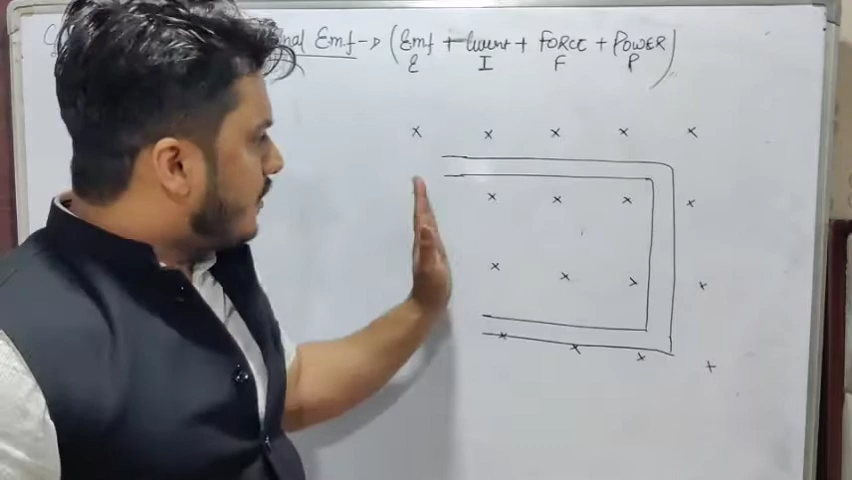 Emf → (Emf + Current + FORCE + POWER)
E I F P
x x x x x
x x x x
x x x x
x x x x